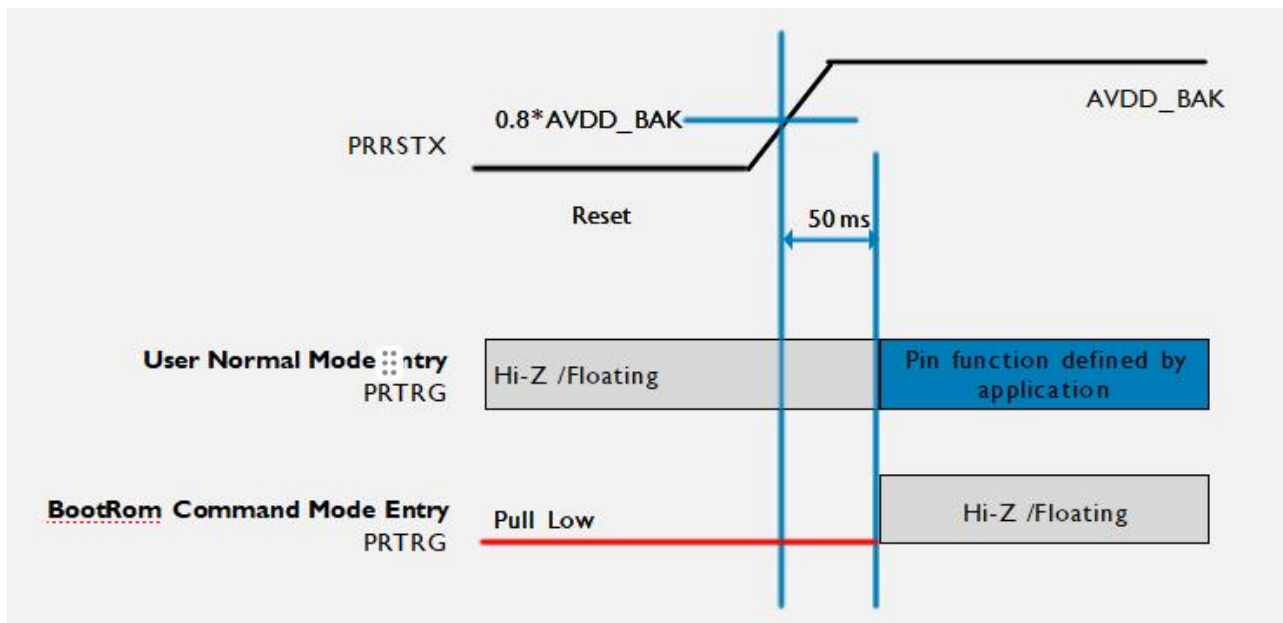 0.8*AVDD_BAK
AVDD_BAK
PRRSTX
Reset
50 ms
User Normal Mode ntry
PRTRG
Hi-Z /Floating
Pin function defined by
application
BootRom Command Mode Entry
PRTRG
Pull Low
Hi-Z /Floating